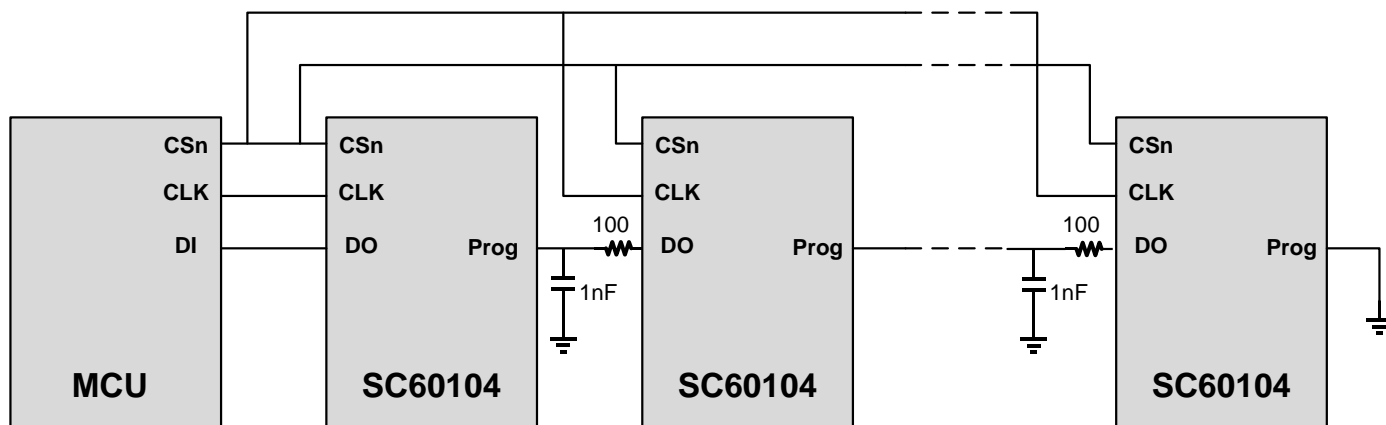 CSn
CSn
CSn
CSn
CLK
CLK
CLK
CLK
100
100
DI
DO
Prog
DO
Prog
DO
Prog
1nF
1nF
MCU
SC60104
SC60104
SC60104